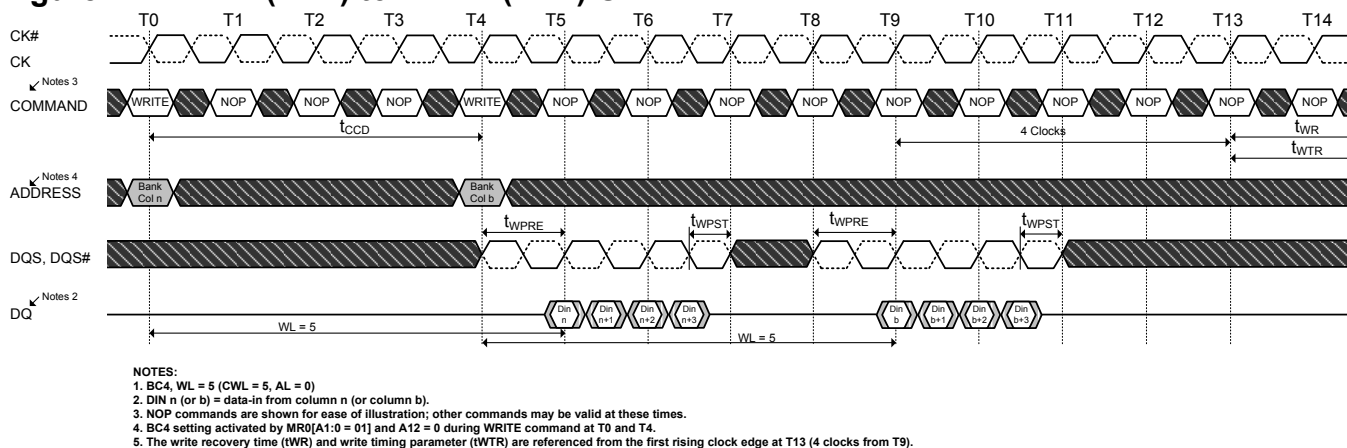 T0 T1 T2 T3 T4 T5 T6 T7 T8 T9 T10 T11 T12 T13 T14
CK#
CK
Notes 3
COMMAND
WRITE NOP NOP NOP WRITE NOP NOP NOP NOP NOP NOP NOP NOP NOP NOP
tCCD
4 Clocks
tWR
tWTR
Notes 4
ADDRESS
Bank Bank
Col n Col b
tWPRE tWPST tWPRE tWPST
DQS, DQS#
Notes 2
DQ
Din Din Din Din Din Din Din Din
n n+1 n+2 n+3 b b+1 b+2 b+3
WL = 5
WL = 5
NOTES:
1. BC4, WL = 5 (CWL = 5, AL = 0)
2. DIN n (or b) = data-in from column n (or column b).
3. NOP commands are shown for ease of illustration; other commands may be valid at these times.
4. BC4 setting activated by MR0[A1:0 = 01] and A12 = 0 during WRITE command at T0 and T4.
5. The write recovery time (tWR) and write timing parameter (tWTR) are referenced from the first rising clock edge at T13 (4 clocks from T9).